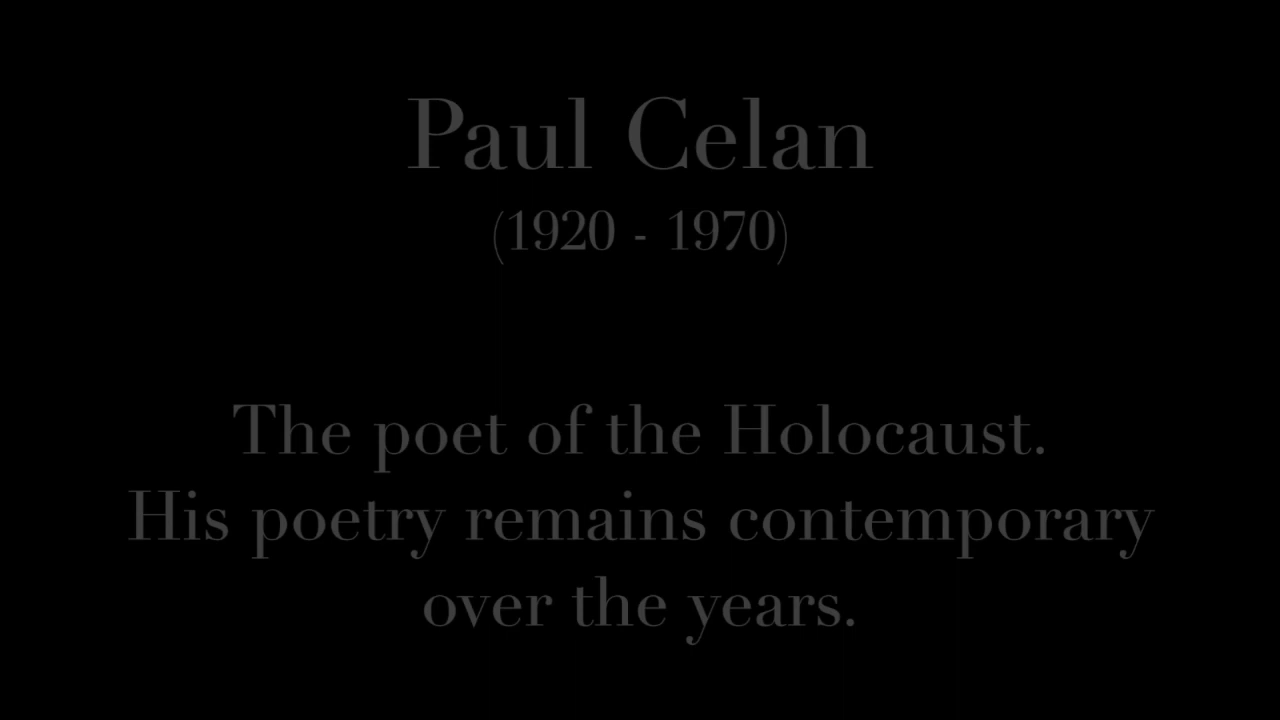 Paul Celan
(1920 - 1970)
The poet of the Holocaust.
His poetry remains contemporary
over the years.